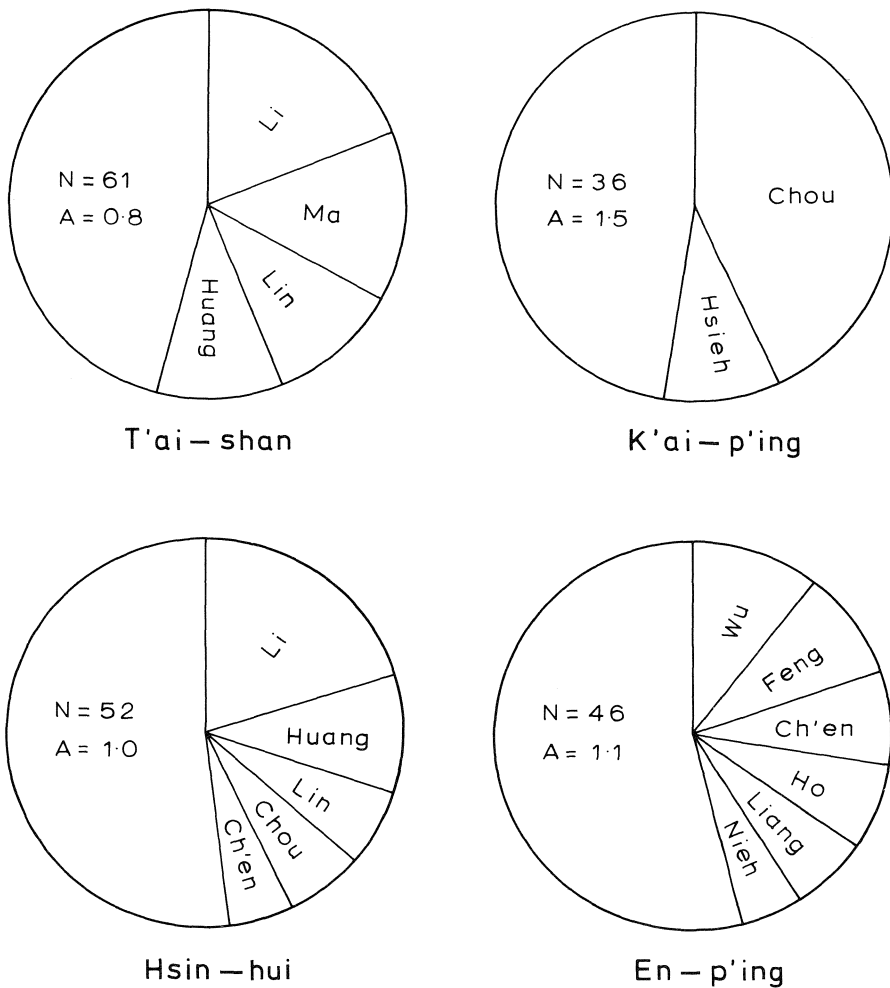 Li
Ma
Lin
Huang
N = 61
A = 0·8
T'ai – shan
Chou
Hsieh
N = 36
A = 1·5
K'ai – p'ing
Li
Huang
Lin
Chou
Ch'en
N = 52
A = 1·0
Hsin – hui
Wu
Feng
Ch'en
Ho
Liang
Nieh
N = 46
A = 1·1
En – p'ing